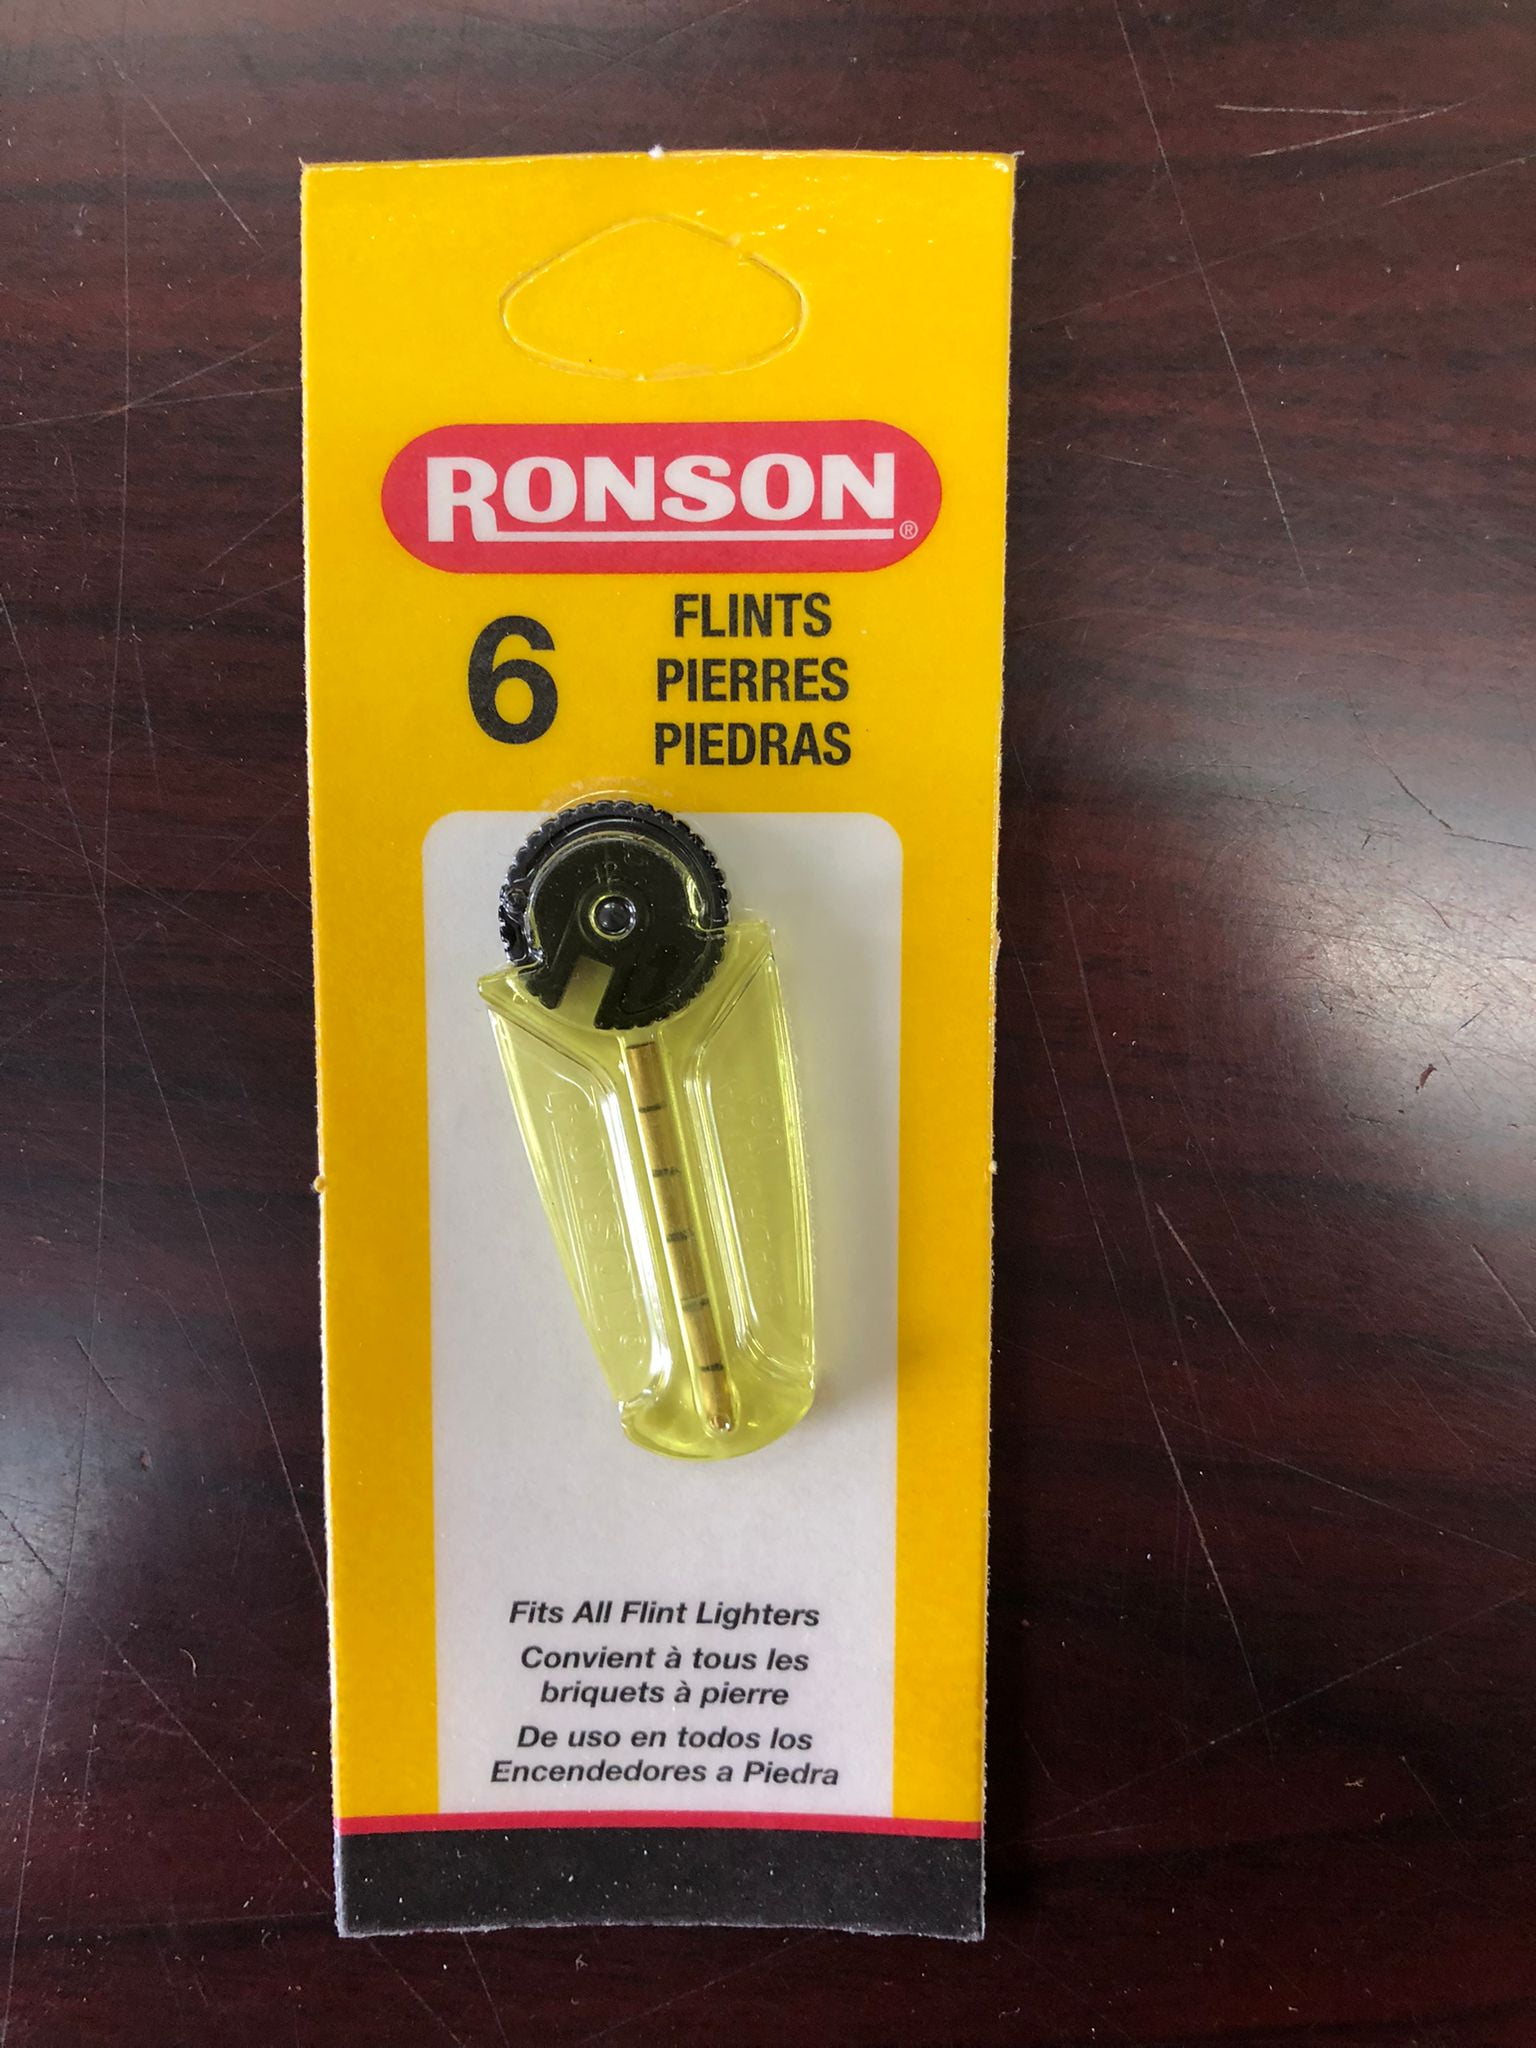 RONSON®
6
FLINTS
PIERRES
PIEDRAS
Fits All Flint Lighters
Convient à tous les
briquets à pierre
De uso en todos los
Encendedores a Piedra